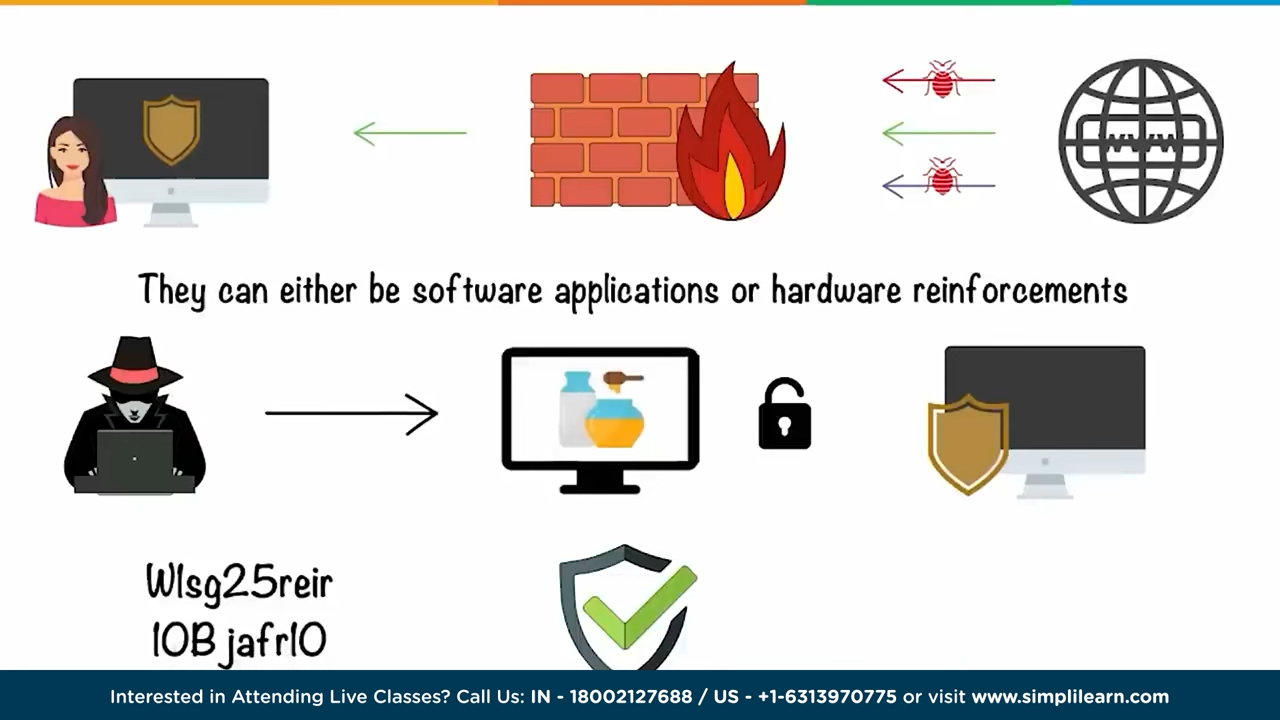 www
They can either be software applications or hardware reinforcements
Wlsg25reir
10B jafr10
Interested in Attending Live Classes? Call Us: IN - 18002127688 / US - +1-6313970775 or visit www.simplilearn.com